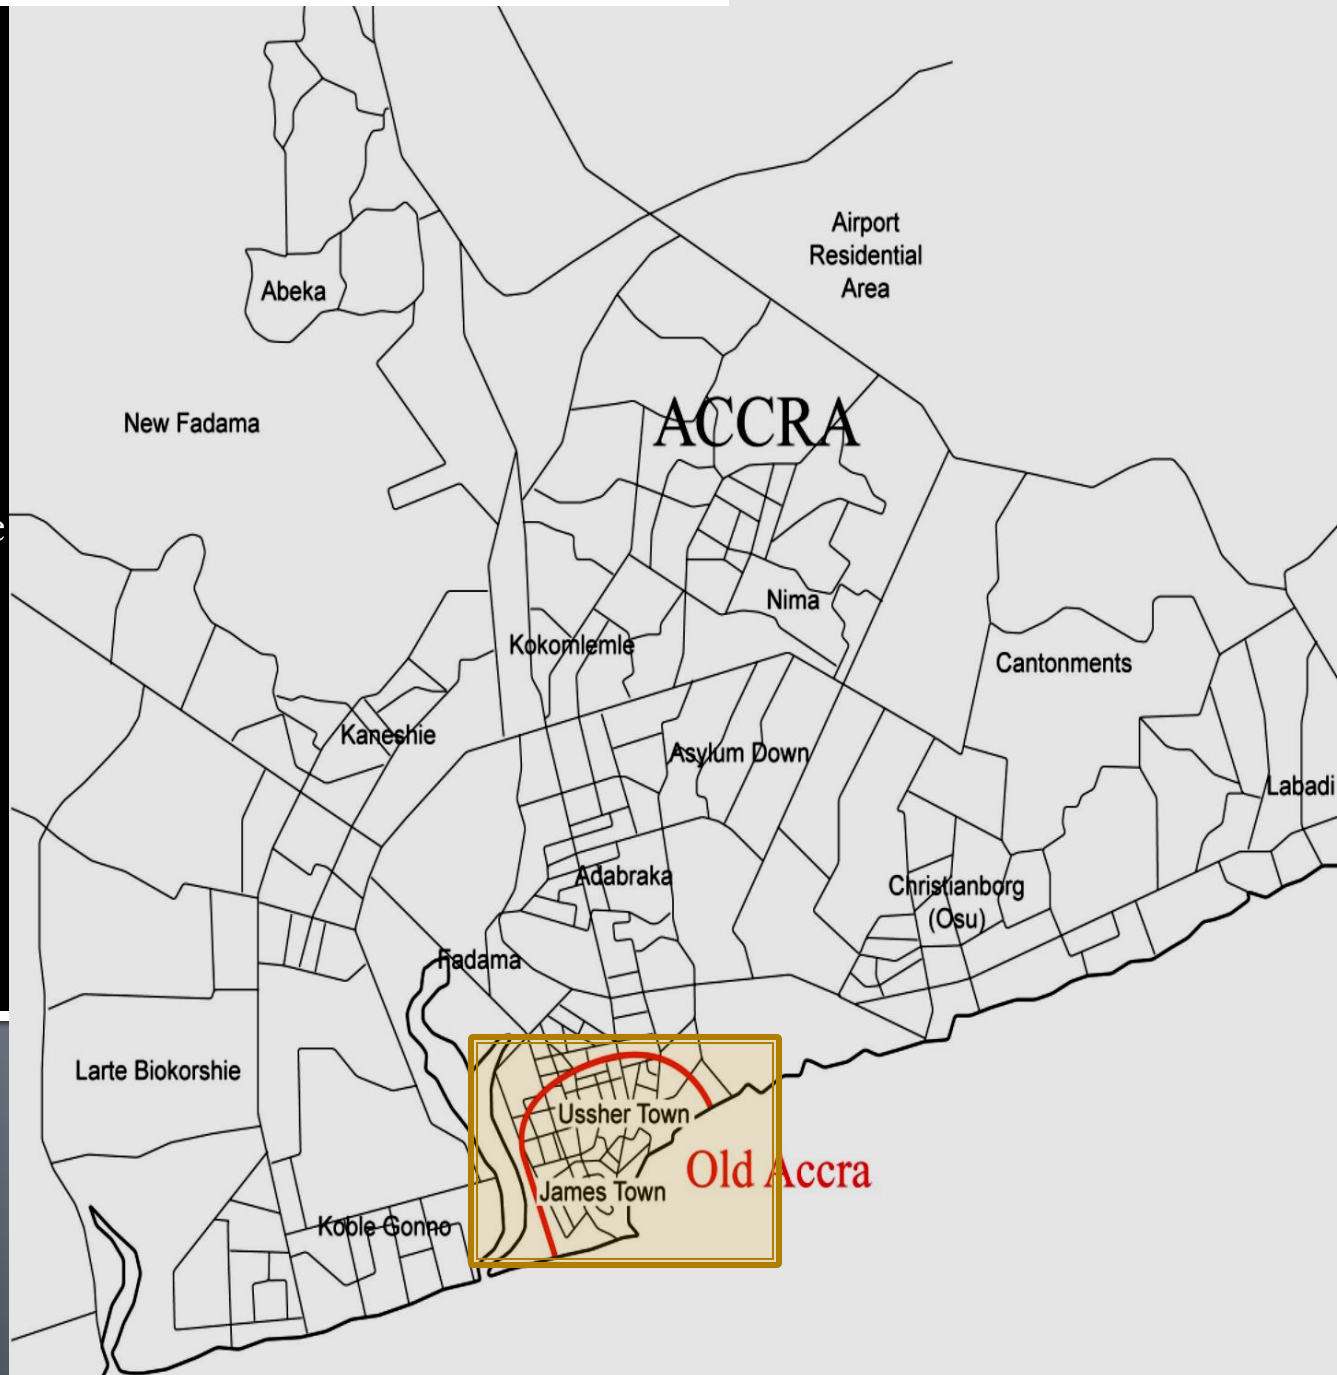 Airport
Residential
Area
Abeka
New Fadama
ACCRA
e
Nima
Kokomlemle
Cantonments
Kaneshie
Asylum Down
Labadi
Adabraka
Christianborg
(Osu)
Fadama
Larte Biokorshie
Ussher Town
Old Accra
James Town
Koble Gonno